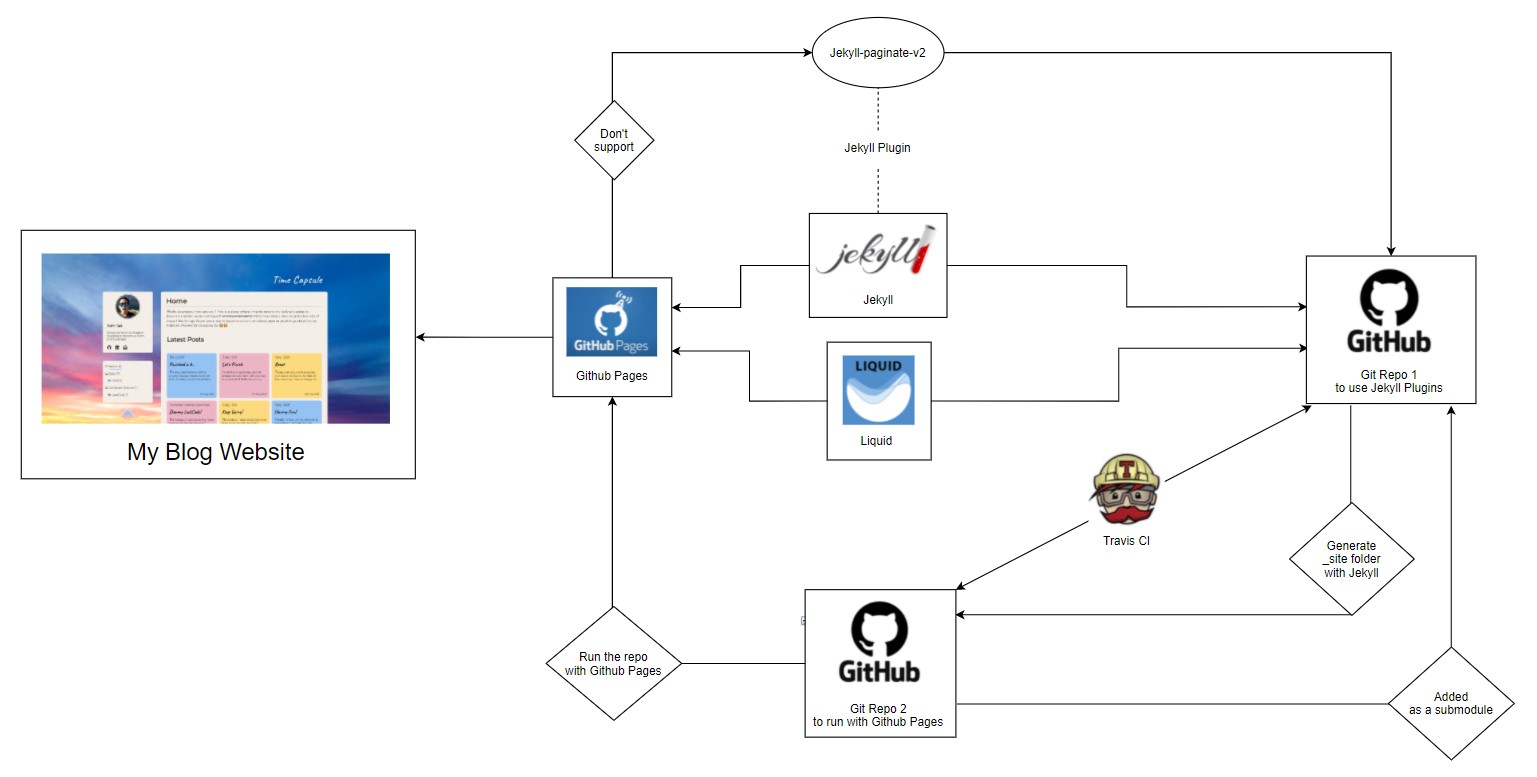 Jekyll-paginate-v2
Don't
support
Jekyll Plugin
jekyll
Jekyll
GitHub Pages
Github Pages
LIQUID
Liquid
GitHub
Git Repo 1
to use Jekyll Plugins
Time Capsule
Home
Latest Posts
My Blog Website
T
Travis CI
Generate
_site folder
with Jekyll
Run the repo
with Github Pages
GitHub
Git Repo 2
to run with Github Pages
Added
as a submodule